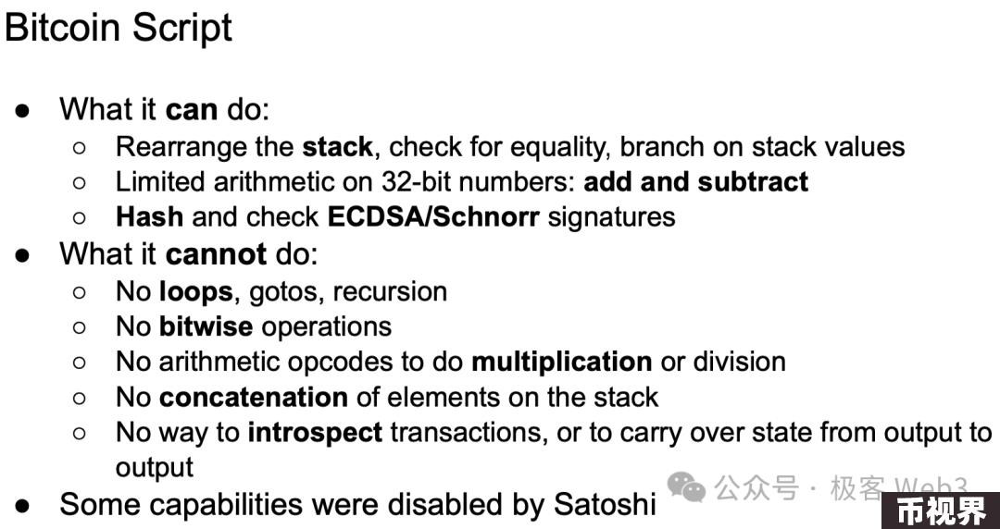 Bitcoin Script
● What it can do:
○ Rearrange the stack, check for equality, branch on stack values
○ Limited arithmetic on 32-bit numbers: add and subtract
○ Hash and check ECDSA/Schnorr signatures
● What it cannot do:
○ No loops, gotos, recursion
○ No bitwise operations
○ No arithmetic opcodes to do multiplication or division
○ No concatenation of elements on the stack
○ No way to introspect transactions, or to carry over state from output to
output
● Some capabilities were disabled by Satoshi
公众号 · 极客 Web3
币视界